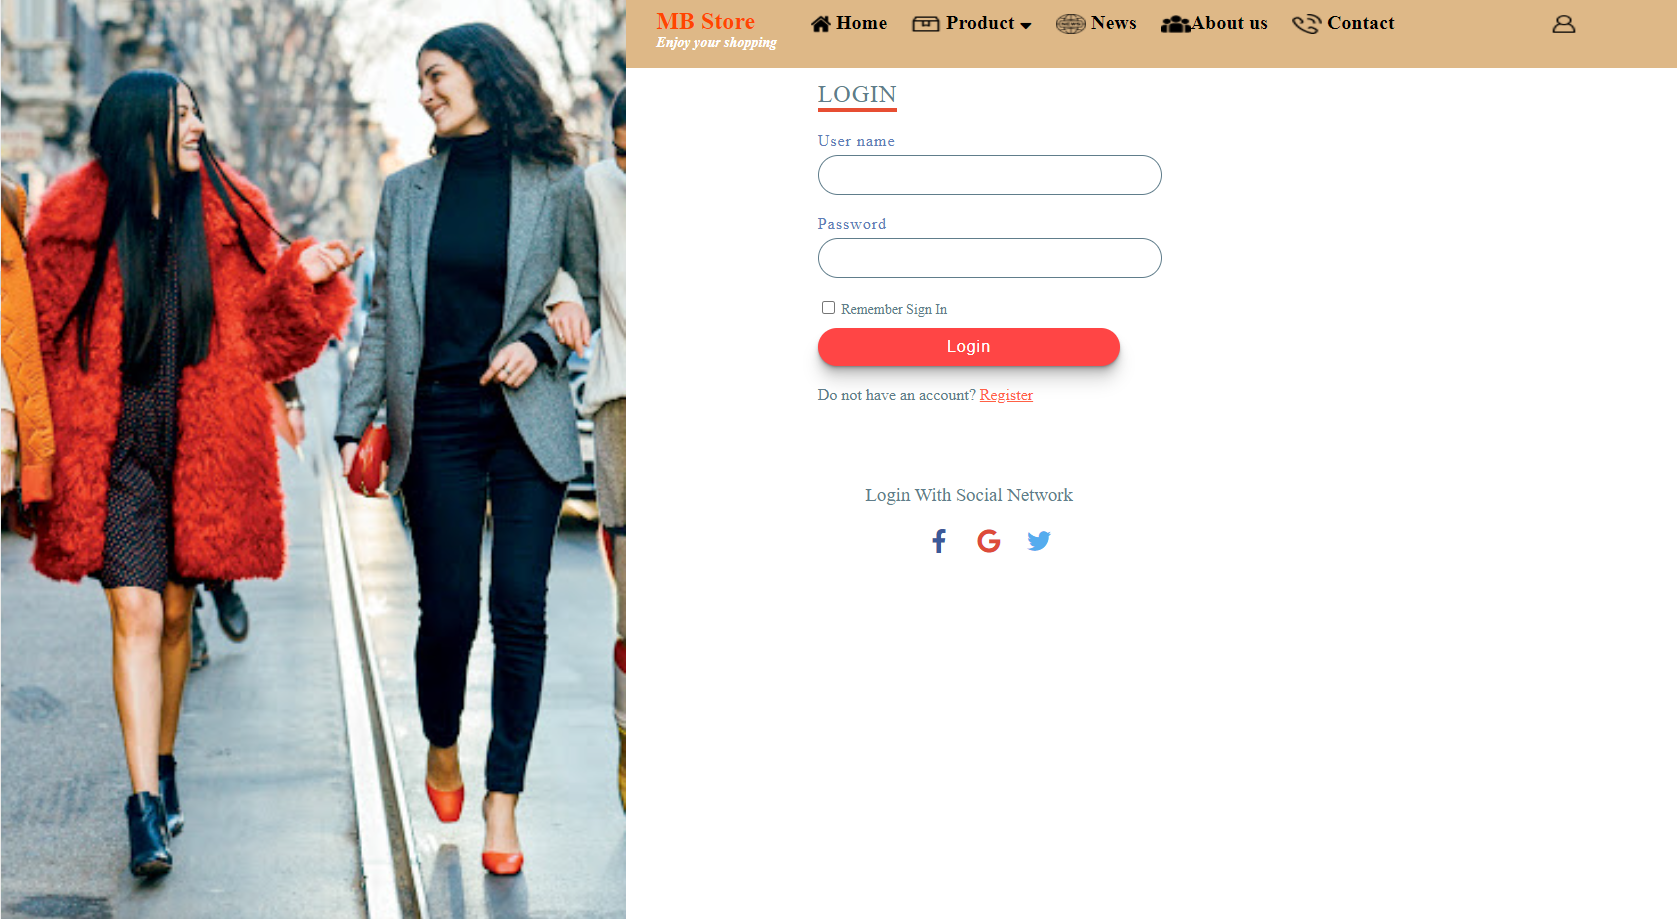 MB Store
Enjoy your shopping
Home
Product
News
About us
Contact
LOGIN
User name
Password
Remember Sign In
Login
Do not have an account? Register
Login With Social Network